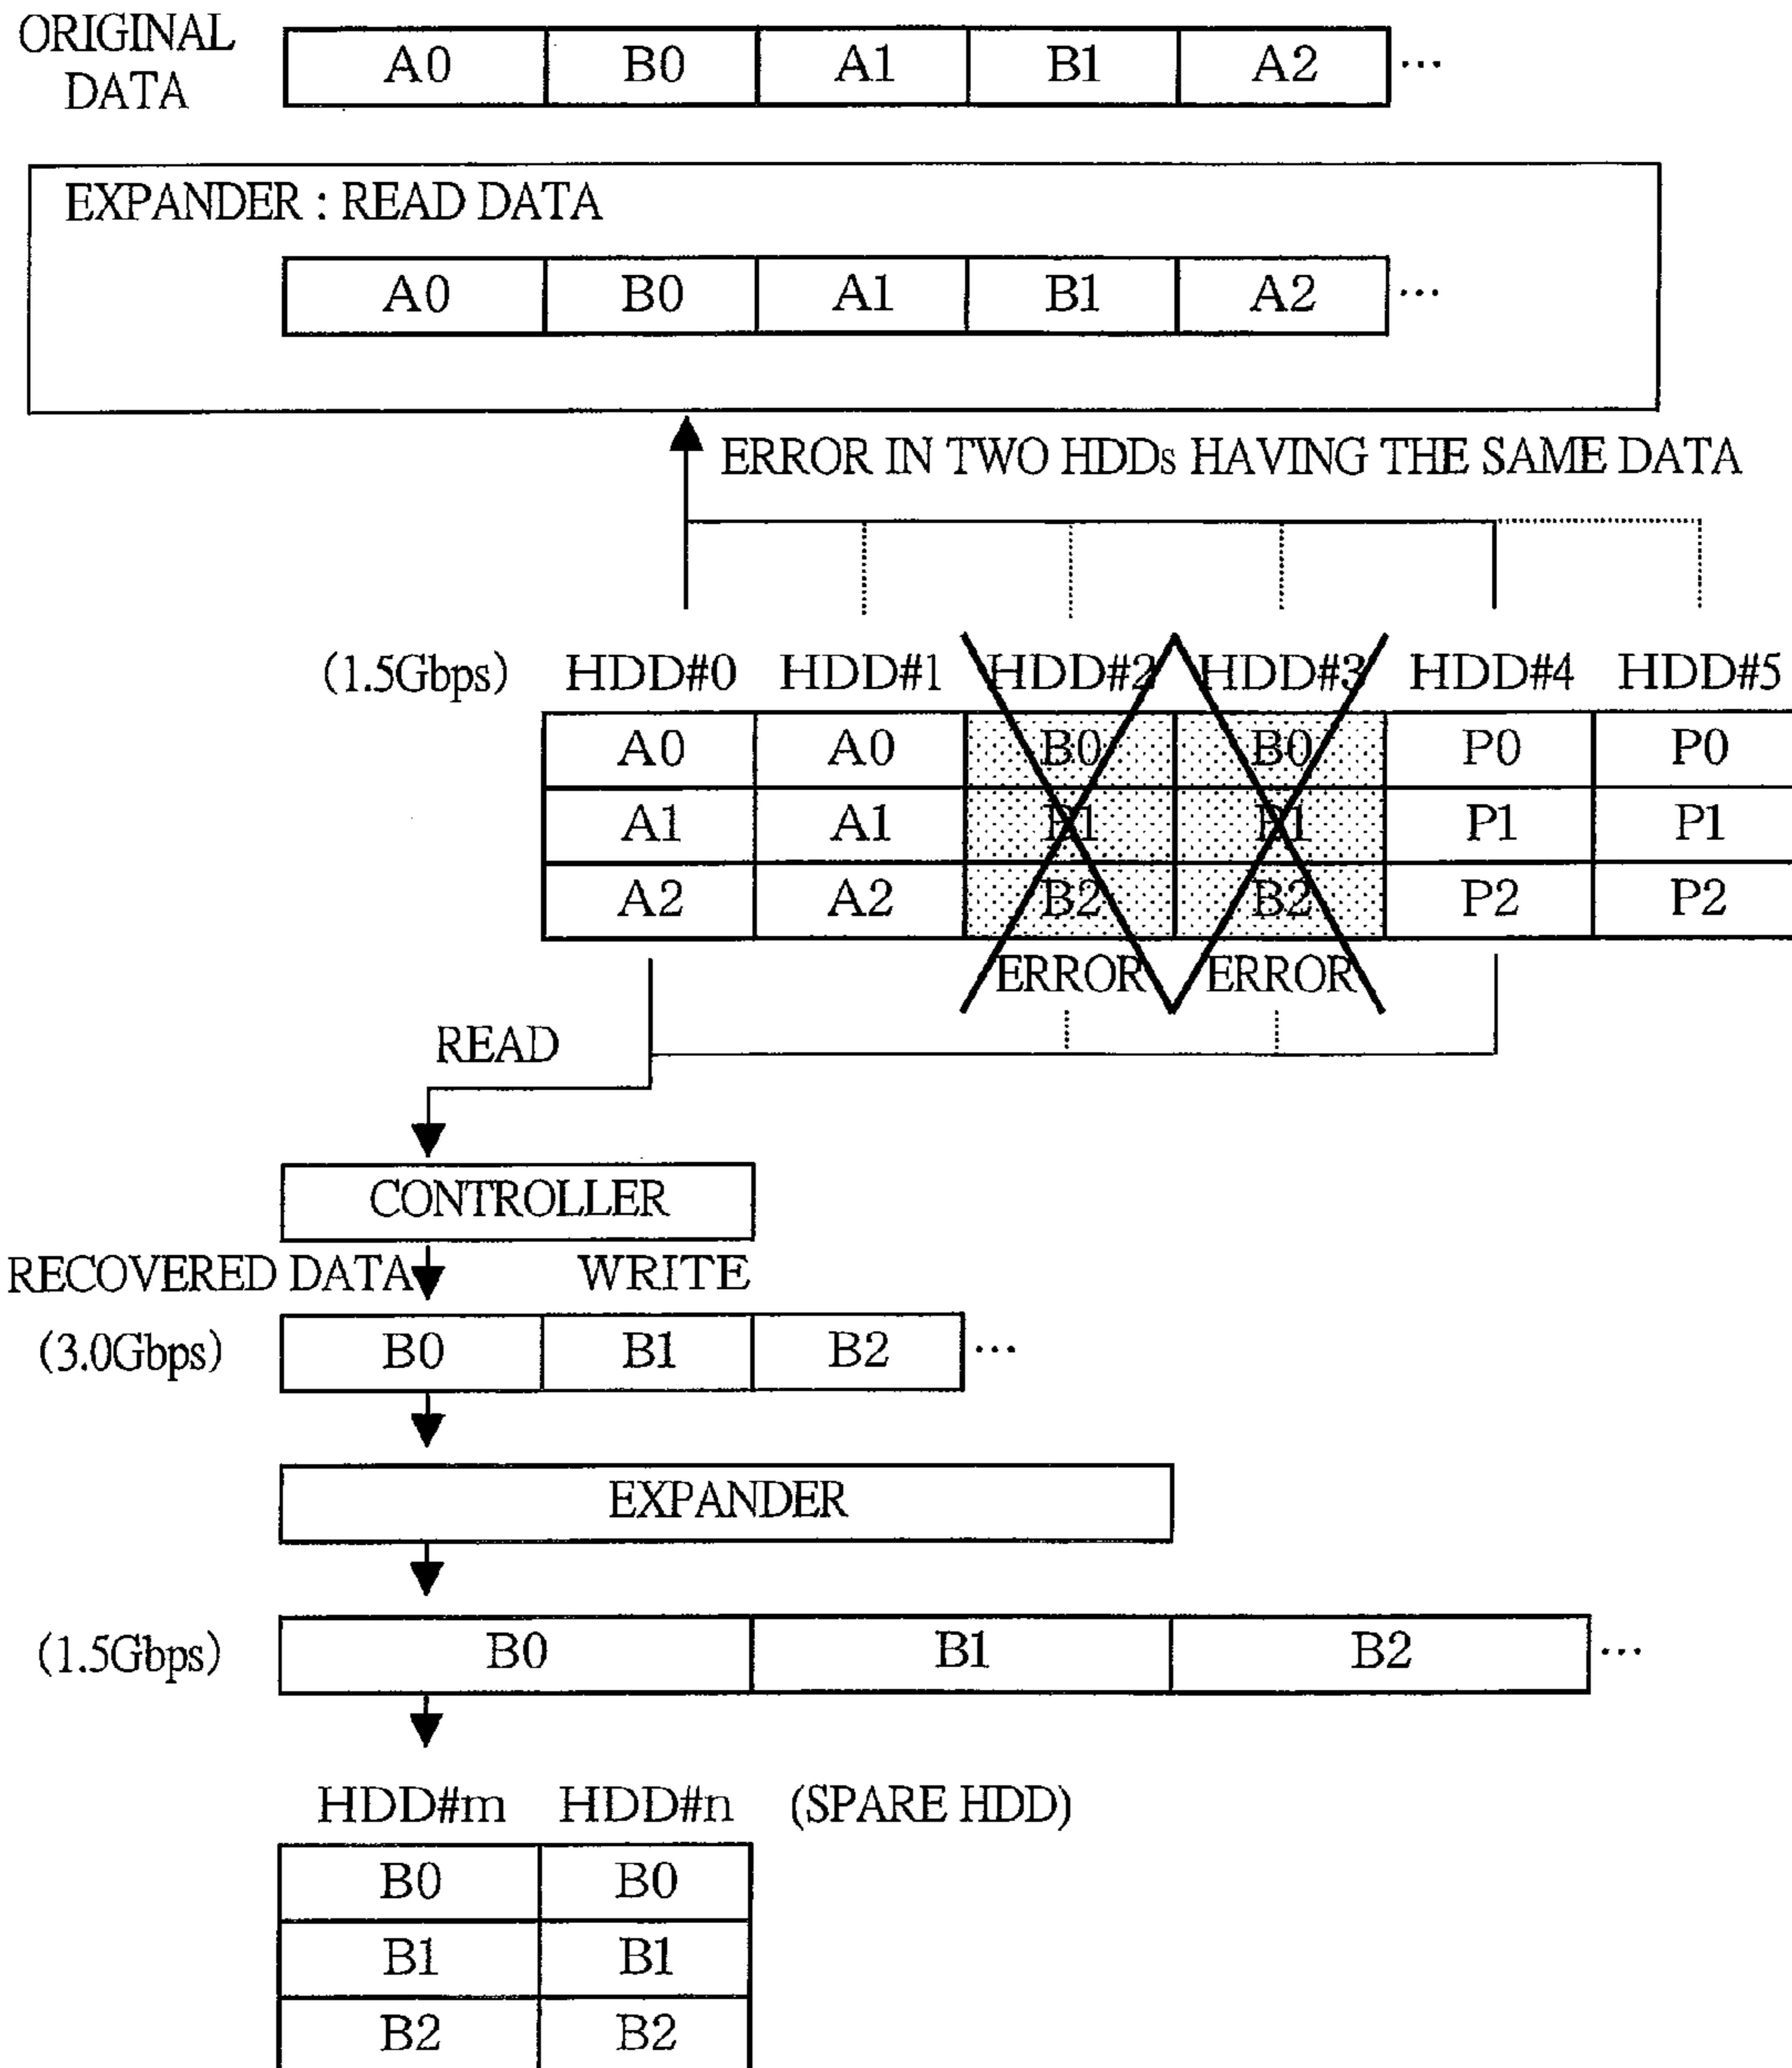 ORIGINAL DATA A0 B0 A1 B1 A2 ...
EXPANDER : READ DATA
A0 B0 A1 B1 A2 ...
ERROR IN TWO HDDs HAVING THE SAME DATA
(1.5Gbps) HDD#0 HDD#1 HDD#2 HDD#3 HDD#4 HDD#5
A0 A0 B0 B0 P0 P0
A1 A1 B1 B1 P1 P1
A2 A2 B2 B2 P2 P2
ERROR ERROR
READ
CONTROLLER
RECOVERED DATA WRITE
(3.0Gbps) B0 B1 B2 ...
EXPANDER
(1.5Gbps) B0 B1 B2 ...
HDD#m HDD#n (SPARE HDD)
B0 B0
B1 B1
B2 B2